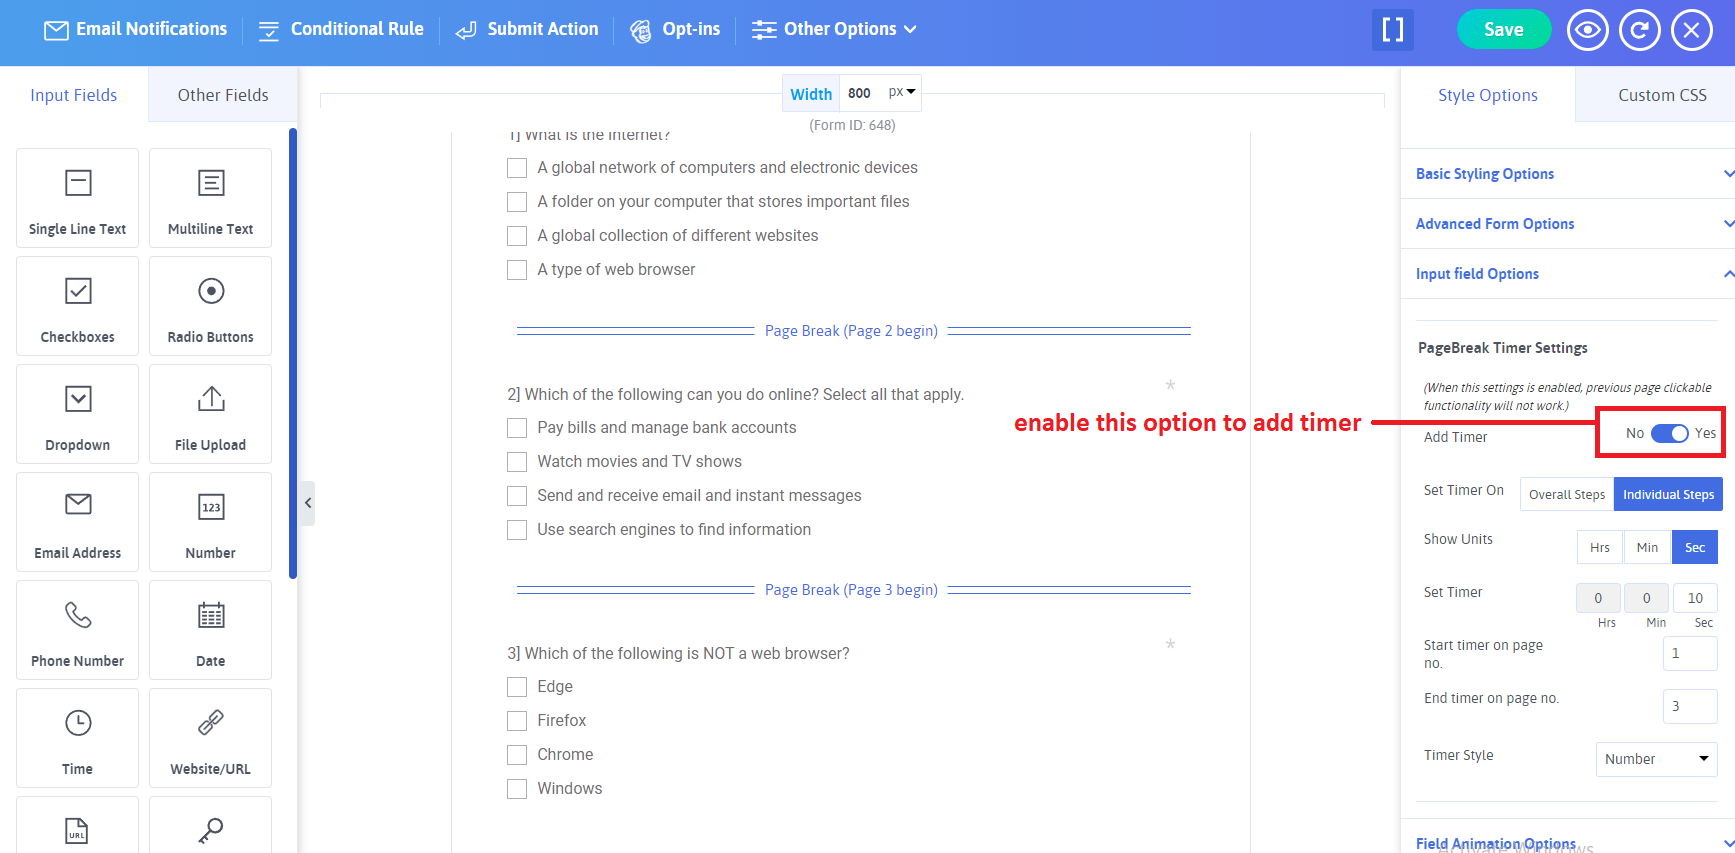 Email Notifications
Conditional Rule
Submit Action
Opt-ins
Other Options
Save
Input Fields
Other Fields
Single Line Text
Multiline Text
Checkboxes
Radio Buttons
Dropdown
File Upload
Email Address
123
Number
Phone Number
Date
Time
Website/URL
URL
Width 800 px
(Form ID: 648)
1] What is the Internet?
A global network of computers and electronic devices
A folder on your computer that stores important files
A global collection of different websites
A type of web browser
Page Break (Page 2 begin)
2] Which of the following can you do online? Select all that apply.
*
Pay bills and manage bank accounts
Watch movies and TV shows
Send and receive email and instant messages
Use search engines to find information
Page Break (Page 3 begin)
3] Which of the following is NOT a web browser?
*
Edge
Firefox
Chrome
Windows
enable this option to add timer
Style Options
Custom CSS
Basic Styling Options
Advanced Form Options
Input field Options
PageBreak Timer Settings
(When this settings is enabled, previous page clickable
functionality will not work.)
Add Timer
No Yes
Set Timer On
Overall Steps Individual Steps
Show Units
Hrs Min Sec
Set Timer
0 0 10
Hrs Min Sec
Start timer on page
no.
1
End timer on page no.
3
Timer Style
Number
Field Animation Options
Activate Windows